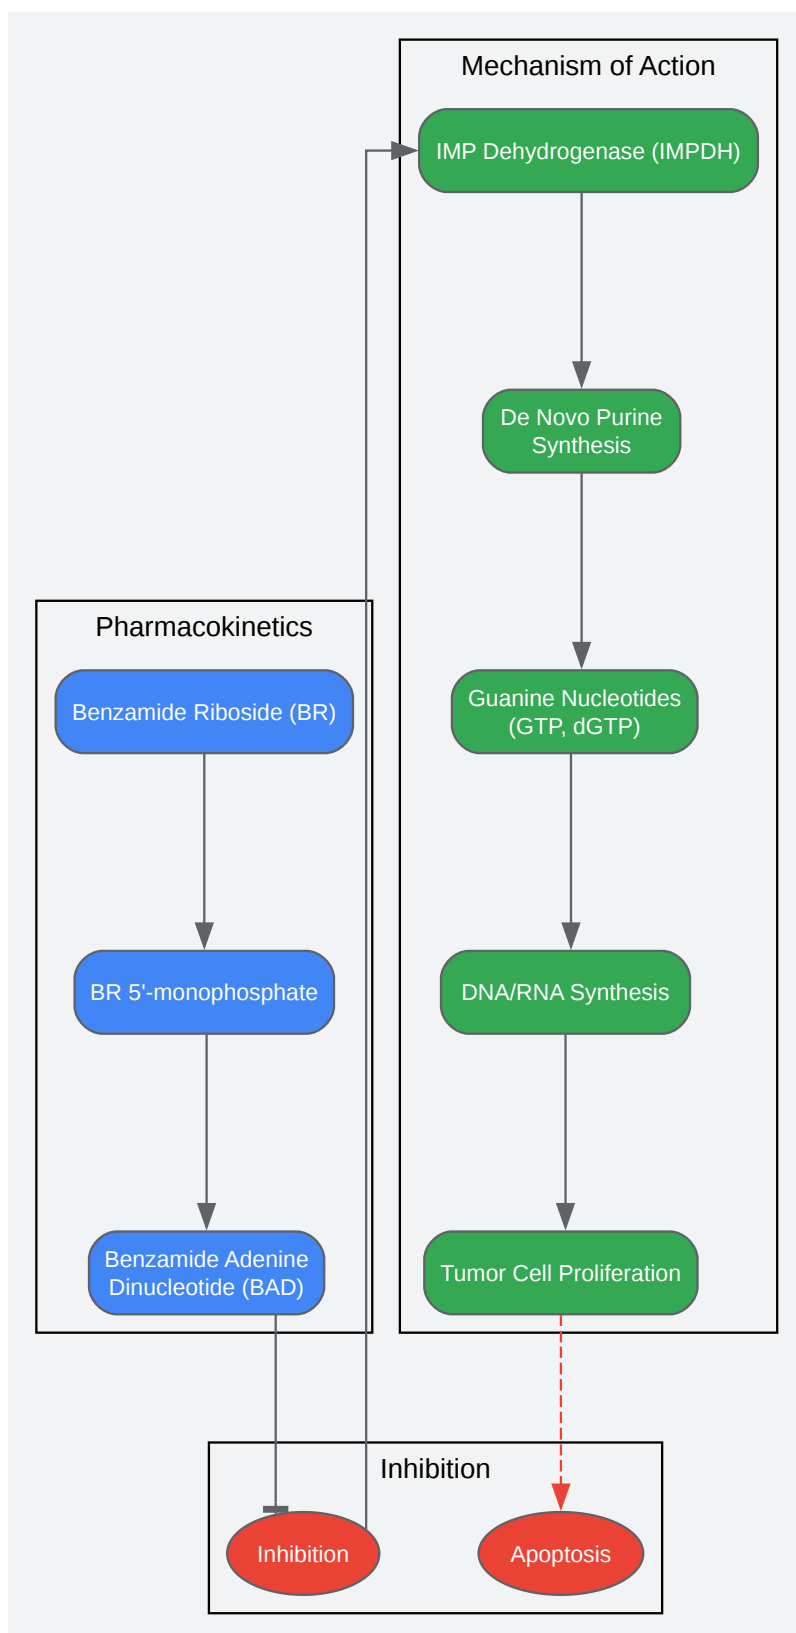 Mechanism of Action
IMP Dehydrogenase (IMPDH)
De Novo Purine
Synthesis
Pharmacokinetics
Benzamide Riboside (BR)
Guanine Nucleotides
(GTP, dGTP)
BR 5'-monophosphate
DNA/RNA Synthesis
Benzamide Adenine
Dinucleotide (BAD)
Tumor Cell Proliferation
Inhibition
Inhibition
Apoptosis